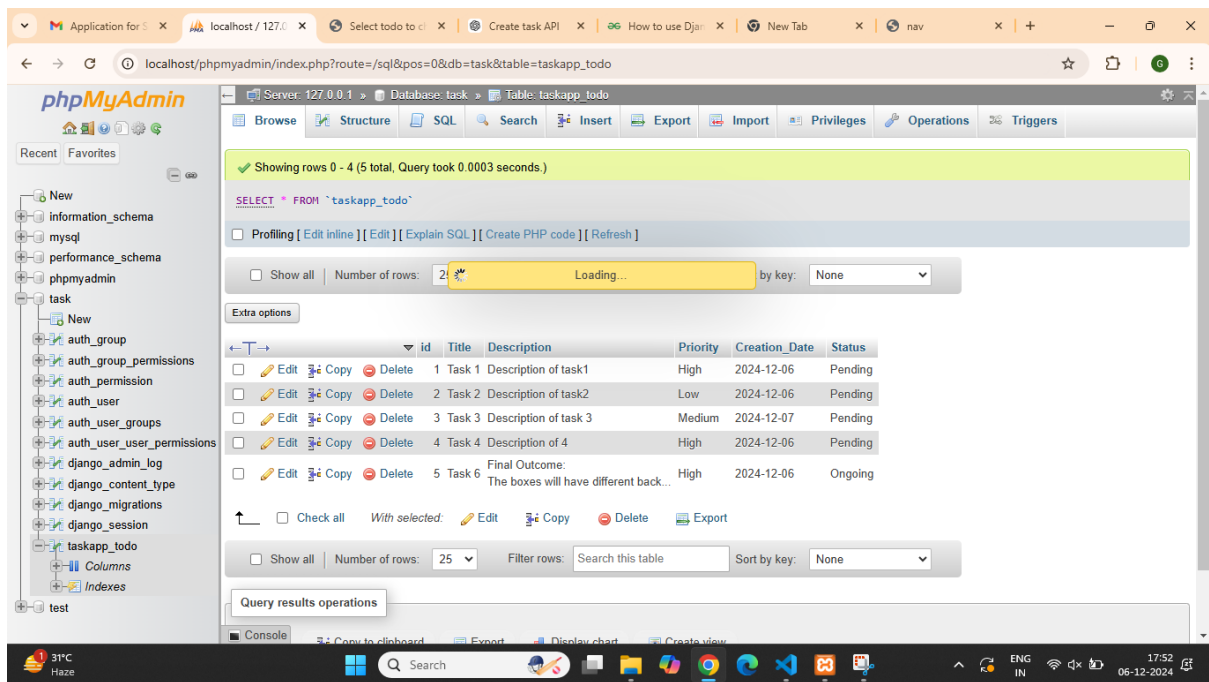 Application for S
localhost / 127.0
Select todo to ch
Create task API
How to use Djan
New Tab
nav
localhost/phpmyadmin/index.php?route=/sql&pos=0&db=task&table=taskapp_todo
G
phpMyAdmin
Recent Favorites
New
information_schema
mysql
performance_schema
phpmyadmin
task
New
auth_group
auth_group_permissions
auth_permission
auth_user
auth_user_groups
auth_user_user_permissions
django_admin_log
django_content_type
django_migrations
django_session
taskapp_todo
Columns
Indexes
test
Server: 127.0.0.1 » Database: task » Table: taskapp_todo
Browse Structure SQL Search Insert Export Import Privileges Operations Triggers
Showing rows 0 - 4 (5 total, Query took 0.0003 seconds.)
SELECT * FROM `taskapp_todo`
Profiling [ Edit inline ] [ Edit ] [ Explain SQL ] [ Create PHP code ] [ Refresh ]
Show all Number of rows: Loading... by key: None
Extra options
id Title Description Priority Creation_Date Status
Edit Copy Delete 1 Task 1 Description of task1 High 2024-12-06 Pending
Edit Copy Delete 2 Task 2 Description of task2 Low 2024-12-06 Pending
Edit Copy Delete 3 Task 3 Description of task 3 Medium 2024-12-07 Pending
Edit Copy Delete 4 Task 4 Description of 4 High 2024-12-06 Pending
Edit Copy Delete 5 Task 6 Final Outcome:
The boxes will have different back... High 2024-12-06 Ongoing
Check all With selected: Edit Copy Delete Export
Show all Number of rows: 25 Filter rows: Search this table Sort by key: None
Query results operations
Console
Copy to clipboard Export Display chart Create view
1
31°C
Haze
Search
ENG
IN
17:52
06-12-2024